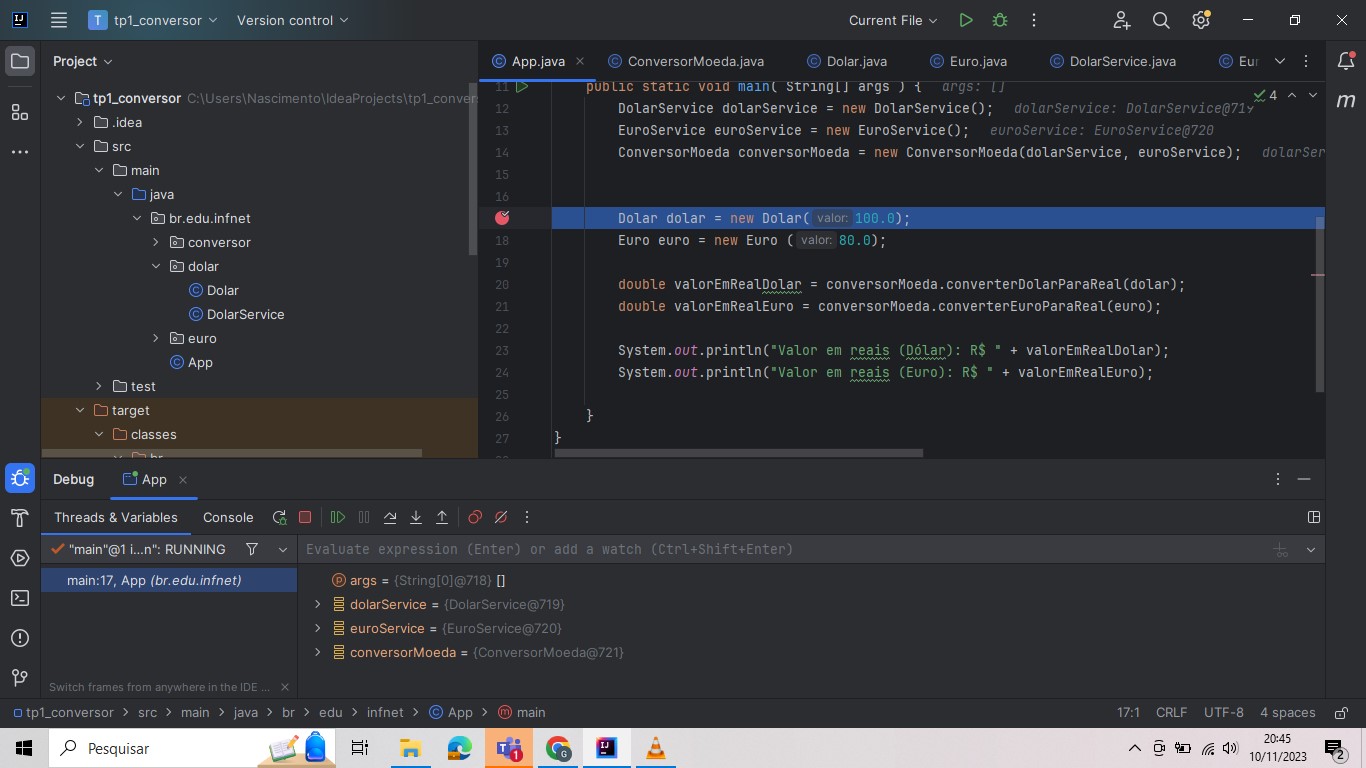 T tp1_conversor Version control Current File
Project
App.java ConversorMoeda.java Dolar.java Euro.java DolarService.java Eur
tp1_conversor C:\Users\Nascimento\IdeaProjects\tp1_conver
.idea
src
main
java
br.edu.infnet
conversor
dolar
Dolar
DolarService
euro
App
test
target
classes
br
11 public static void main( String[] args ) { args: []
4
12 DolarService dolarService = new DolarService(); dolarService: DolarService@719
13 EuroService euroService = new EuroService(); euroService: EuroService@720
14 ConversorMoeda conversorMoeda = new ConversorMoeda(dolarService, euroService); dolarSer
15
16
Dolar dolar = new Dolar( valor: 100.0);
18 Euro euro = new Euro ( valor: 80.0);
19
20 double valorEmRealDolar = conversorMoeda.converterDolarParaReal(dolar);
21 double valorEmRealEuro = conversorMoeda.converterEuroParaReal(euro);
22
23 System.out.println("Valor em reais (Dólar): R$ " + valorEmRealDolar);
24 System.out.println("Valor em reais (Euro): R$ " + valorEmRealEuro);
25
26 }
27 }
m
Debug App
Threads & Variables Console
"main"@1 i...n": RUNNING
Evaluate expression (Enter) or add a watch (Ctrl+Shift+Enter)
main:17, App (br.edu.infnet)
args = {String[0]@718} []
dolarService = {DolarService@719}
euroService = {EuroService@720}
conversorMoeda = {ConversorMoeda@721}
Switch frames from anywhere in the IDE ...
tp1_conversor > src > main > java > br > edu > infnet > App > main
17:1 CRLF UTF-8 4 spaces
Pesquisar
1
20:45
10/11/2023
2